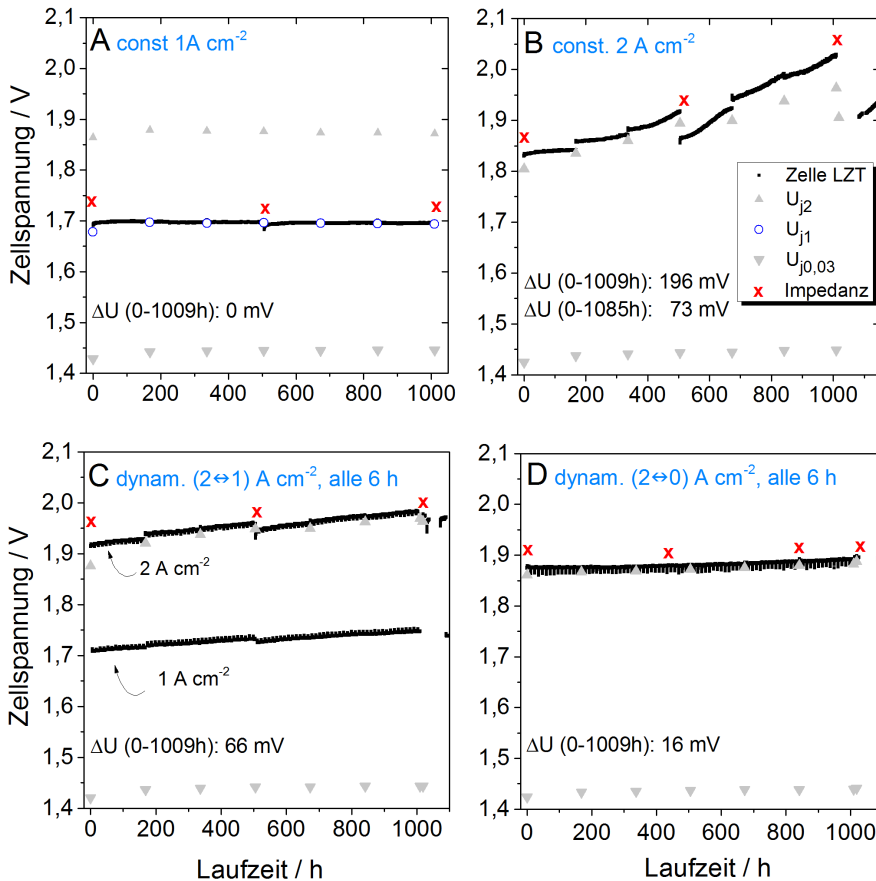 A const 1A cm-2
2,1
2,0
1,9
1,8
1,7
1,6
1,5
1,4
Zellspannung / V
ΔU (0-1009h): 0 mV
0 200 400 600 800 1000
B const. 2 A cm-2
2,1
2,0
1,9
1,8
1,7
1,6
1,5
1,4
Zelle LZT
Uj2
Uj1
Uj0,03
x Impedanz
ΔU (0-1009h): 196 mV
ΔU (0-1085h): 73 mV
0 200 400 600 800 1000
C dynam. (2↔1) A cm-2, alle 6 h
2,1
2,0
1,9
1,8
1,7
1,6
1,5
1,4
Zellspannung / V
2 A cm-2
1 A cm-2
ΔU (0-1009h): 66 mV
0 200 400 600 800 1000
Laufzeit / h
D dynam. (2↔0) A cm-2, alle 6 h
2,1
2,0
1,9
1,8
1,7
1,6
1,5
1,4
ΔU (0-1009h): 16 mV
0 200 400 600 800 1000
Laufzeit / h